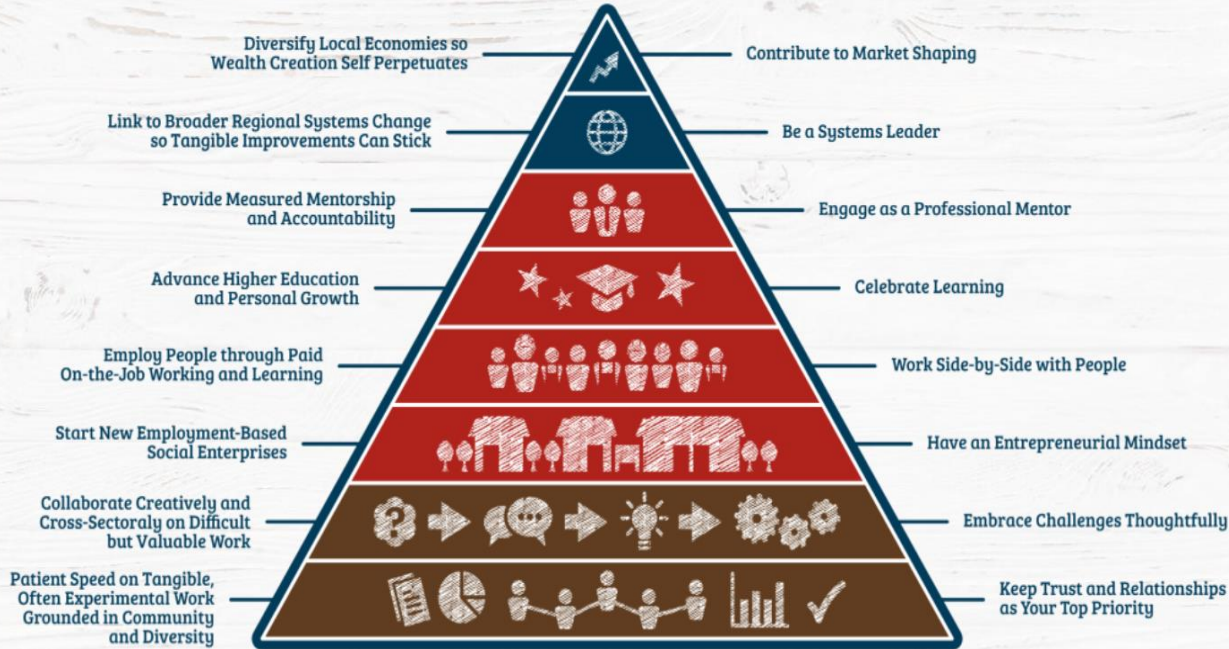 Diversify Local Economies so
Wealth Creation Self Perpetuates
Contribute to Market Shaping
Link to Broader Regional Systems Change
so Tangible Improvements Can Stick
Be a Systems Leader
Provide Measured Mentorship
and Accountability
Engage as a Professional Mentor
Advance Higher Education
and Personal Growth
Celebrate Learning
Employ People through Paid
On-the-Job Working and Learning
Work Side-by-Side with People
Start New Employment-Based
Social Enterprises
Have an Entrepreneurial Mindset
Collaborate Creatively and
Cross-Sectoraly on Difficult
but Valuable Work
Embrace Challenges Thoughtfully
Patient Speed on Tangible,
Often Experimental Work
Grounded in Community
and Diversity
Keep Trust and Relationships
as Your Top Priority